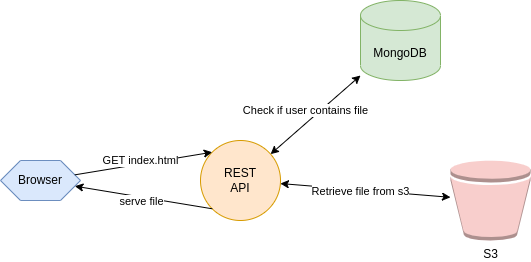 MongoDB
Check if user contains file
GET index.html
REST
API
Browser
Retrieve file from s3
serve file
S3